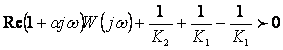 Re(1 + αjω)W(jω) + 1/K₂ + 1/K₁ − 1/K₁ ≻ 0